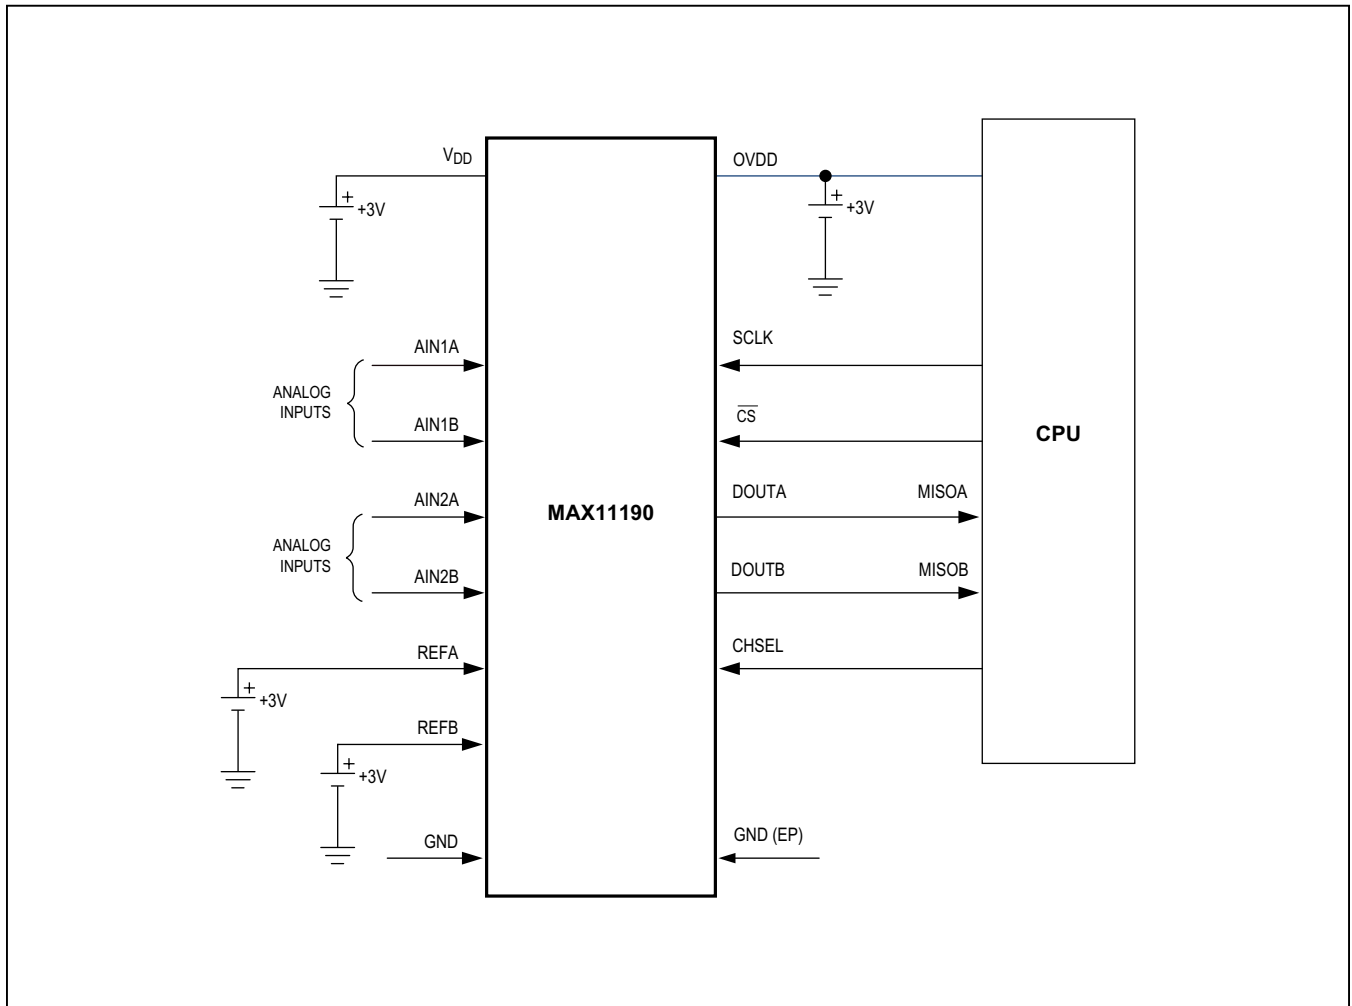 VDD
+
+3V
OVDD
+
+3V
AIN1A
ANALOG
INPUTS
AIN1B
AIN2A
ANALOG
INPUTS
AIN2B
REFA
+
+3V
REFB
+
+3V
GND
MAX11190
SCLK
CS
DOUTA
MISOA
DOUTB
MISOB
CHSEL
GND (EP)
CPU